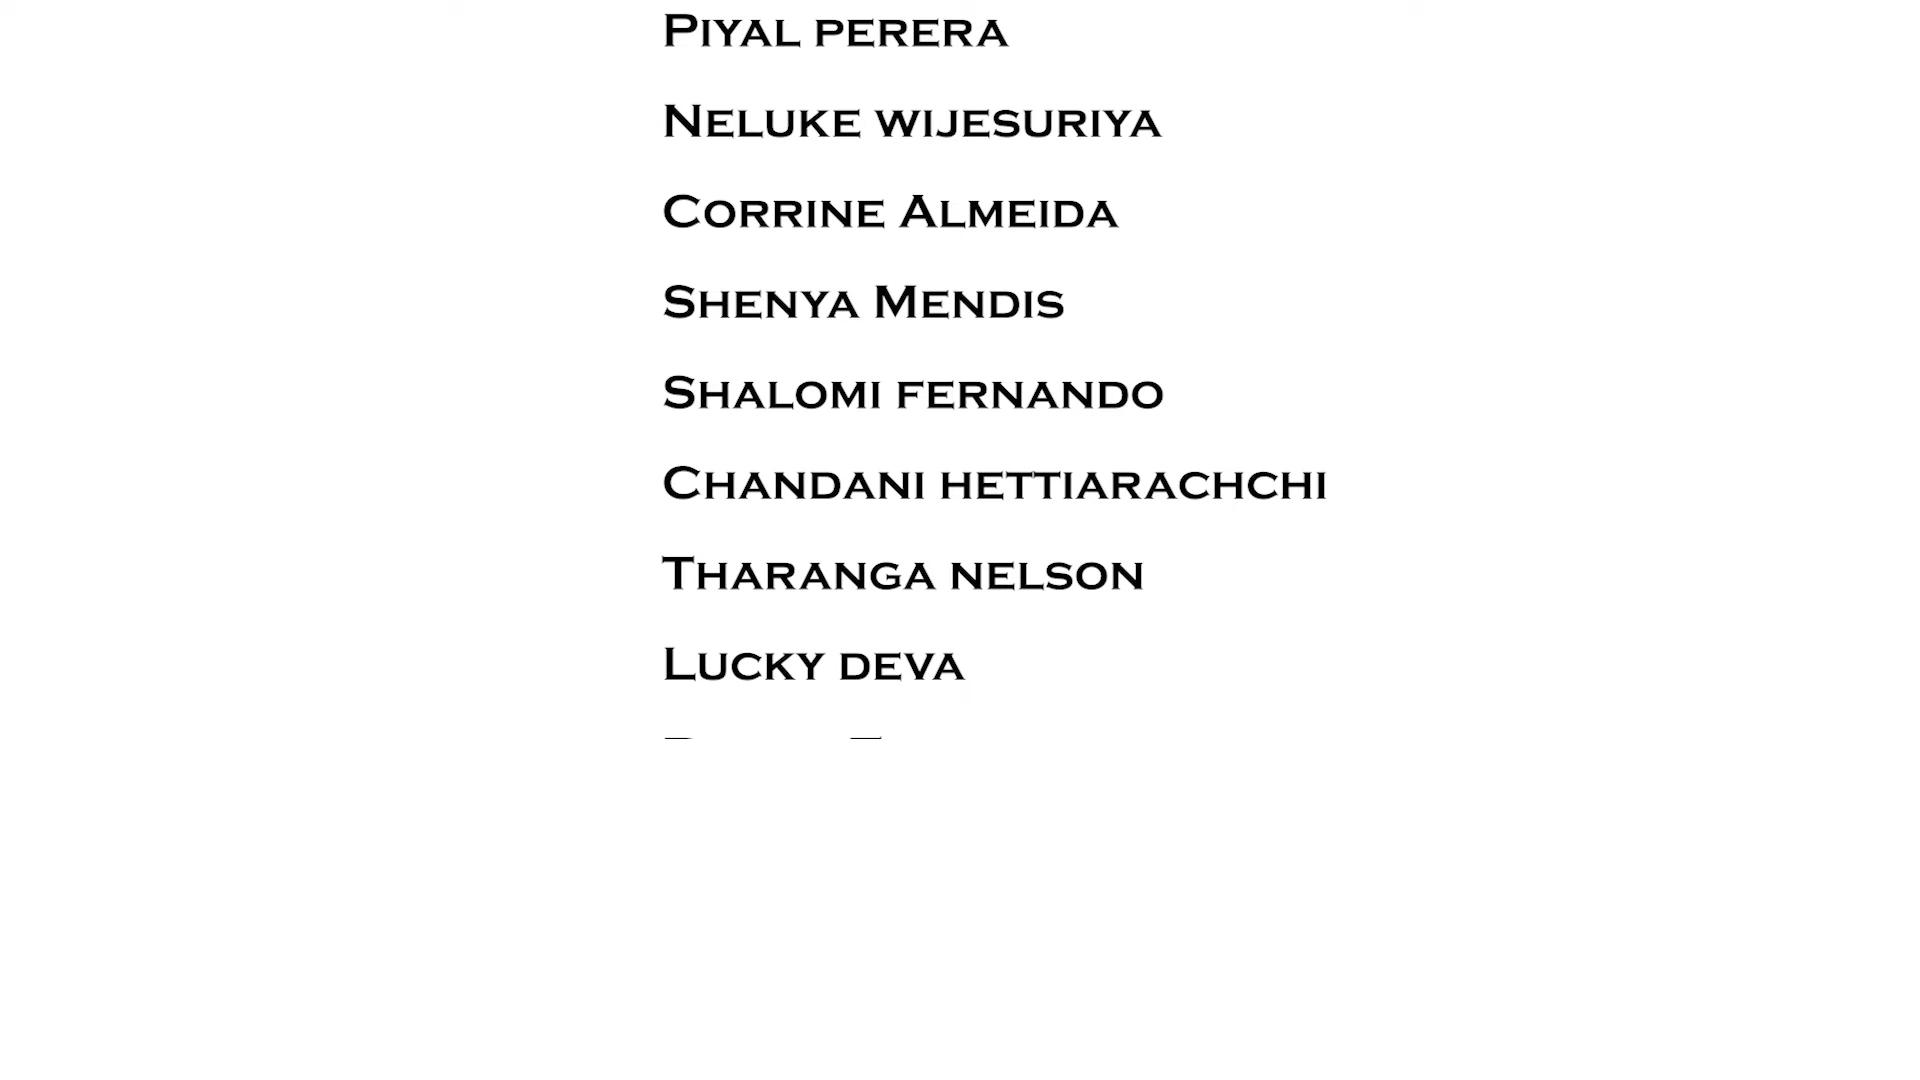 Piyal perera
Neluke wijesuriya
Corrine Almeida
Shenya Mendis
Shalomi fernando
Chandani hettiarachchi
Tharanga nelson
Lucky deva